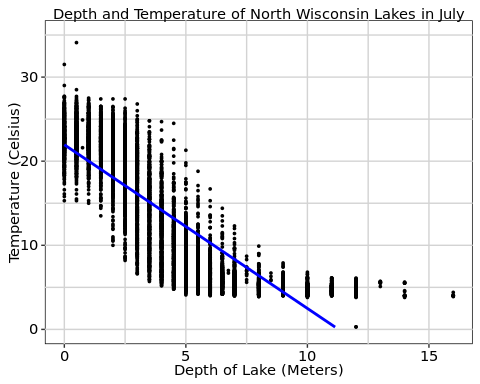 Depth and Temperature of North Wisconsin Lakes in July
Temperature (Celsius)
30
20
10
0
0 5 10 15
Depth of Lake (Meters)